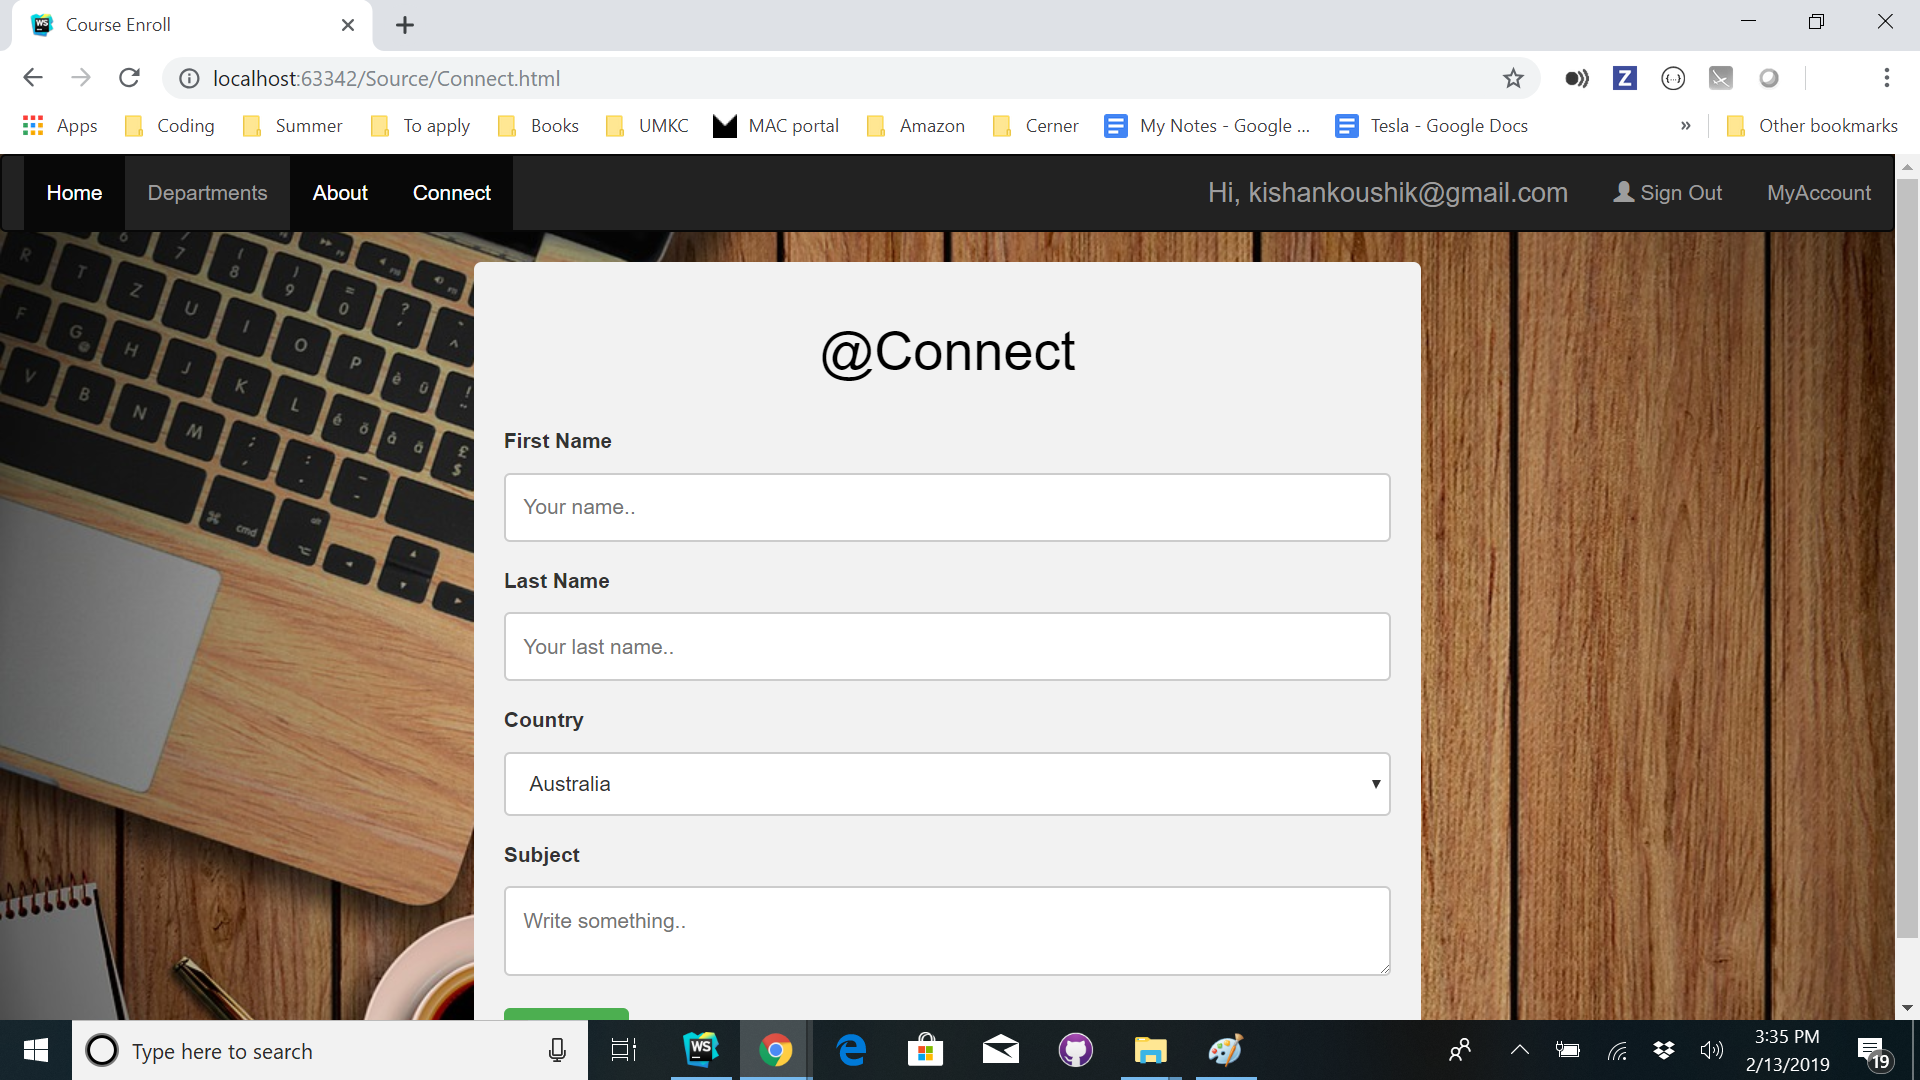 Course Enroll
localhost:63342/Source/Connect.html
Apps Coding Summer To apply Books UMKC MAC portal Amazon Cerner My Notes - Google ... Tesla - Google Docs » Other bookmarks
Home Departments About Connect Hi, kishankoushik@gmail.com Sign Out MyAccount
@Connect
First Name
Your name..
Last Name
Your last name..
Country
Australia
Subject
Write something..
Type here to search
WS
3:35 PM
2/13/2019
19